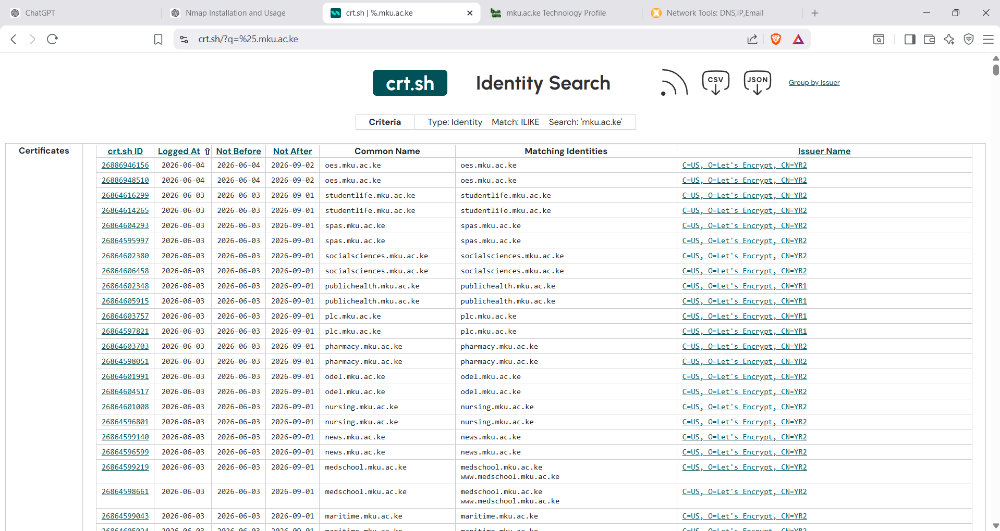 ChatGPT
Nmap Installation and Usage
crt.sh | %.mku.ac.ke
mku.ac.ke Technology Profile
Network Tools: DNS,IP,Email
crt.sh/?q=%25.mku.ac.ke
crt.sh Identity Search CSV JSON Group by Issuer
Criteria Type: Identity Match: ILIKE Search: 'mku.ac.ke'
Certificates crt.sh ID Logged At ⇧ Not Before Not After Common Name Matching Identities Issuer Name
26886946156 2026-06-04 2026-06-04 2026-09-02 oes.mku.ac.ke oes.mku.ac.ke C=US, O=Let's Encrypt, CN=YR2
26886948510 2026-06-04 2026-06-04 2026-09-02 oes.mku.ac.ke oes.mku.ac.ke C=US, O=Let's Encrypt, CN=YR2
26864616299 2026-06-03 2026-06-03 2026-09-01 studentlife.mku.ac.ke studentlife.mku.ac.ke C=US, O=Let's Encrypt, CN=YR2
26864614265 2026-06-03 2026-06-03 2026-09-01 studentlife.mku.ac.ke studentlife.mku.ac.ke C=US, O=Let's Encrypt, CN=YR2
26864604293 2026-06-03 2026-06-03 2026-09-01 spas.mku.ac.ke spas.mku.ac.ke C=US, O=Let's Encrypt, CN=YR2
26864595997 2026-06-03 2026-06-03 2026-09-01 spas.mku.ac.ke spas.mku.ac.ke C=US, O=Let's Encrypt, CN=YR2
26864602380 2026-06-03 2026-06-03 2026-09-01 socialsciences.mku.ac.ke socialsciences.mku.ac.ke C=US, O=Let's Encrypt, CN=YR2
26864606458 2026-06-03 2026-06-03 2026-09-01 socialsciences.mku.ac.ke socialsciences.mku.ac.ke C=US, O=Let's Encrypt, CN=YR2
26864602348 2026-06-03 2026-06-03 2026-09-01 publichealth.mku.ac.ke publichealth.mku.ac.ke C=US, O=Let's Encrypt, CN=YR1
26864605915 2026-06-03 2026-06-03 2026-09-01 publichealth.mku.ac.ke publichealth.mku.ac.ke C=US, O=Let's Encrypt, CN=YR1
26864603757 2026-06-03 2026-06-03 2026-09-01 plc.mku.ac.ke plc.mku.ac.ke C=US, O=Let's Encrypt, CN=YR1
26864597821 2026-06-03 2026-06-03 2026-09-01 plc.mku.ac.ke plc.mku.ac.ke C=US, O=Let's Encrypt, CN=YR1
26864603703 2026-06-03 2026-06-03 2026-09-01 pharmacy.mku.ac.ke pharmacy.mku.ac.ke C=US, O=Let's Encrypt, CN=YR2
26864598051 2026-06-03 2026-06-03 2026-09-01 pharmacy.mku.ac.ke pharmacy.mku.ac.ke C=US, O=Let's Encrypt, CN=YR2
26864601991 2026-06-03 2026-06-03 2026-09-01 odel.mku.ac.ke odel.mku.ac.ke C=US, O=Let's Encrypt, CN=YR2
26864604517 2026-06-03 2026-06-03 2026-09-01 odel.mku.ac.ke odel.mku.ac.ke C=US, O=Let's Encrypt, CN=YR2
26864601008 2026-06-03 2026-06-03 2026-09-01 nursing.mku.ac.ke nursing.mku.ac.ke C=US, O=Let's Encrypt, CN=YR2
26864596801 2026-06-03 2026-06-03 2026-09-01 nursing.mku.ac.ke nursing.mku.ac.ke C=US, O=Let's Encrypt, CN=YR2
26864599140 2026-06-03 2026-06-03 2026-09-01 news.mku.ac.ke news.mku.ac.ke C=US, O=Let's Encrypt, CN=YR2
26864596599 2026-06-03 2026-06-03 2026-09-01 news.mku.ac.ke news.mku.ac.ke C=US, O=Let's Encrypt, CN=YR2
26864599219 2026-06-03 2026-06-03 2026-09-01 medschool.mku.ac.ke medschool.mku.ac.ke C=US, O=Let's Encrypt, CN=YR2
www.medschool.mku.ac.ke
26864598661 2026-06-03 2026-06-03 2026-09-01 medschool.mku.ac.ke medschool.mku.ac.ke C=US, O=Let's Encrypt, CN=YR2
www.medschool.mku.ac.ke
26864599043 2026-06-03 2026-06-03 2026-09-01 maritime.mku.ac.ke maritime.mku.ac.ke C=US, O=Let's Encrypt, CN=YR2